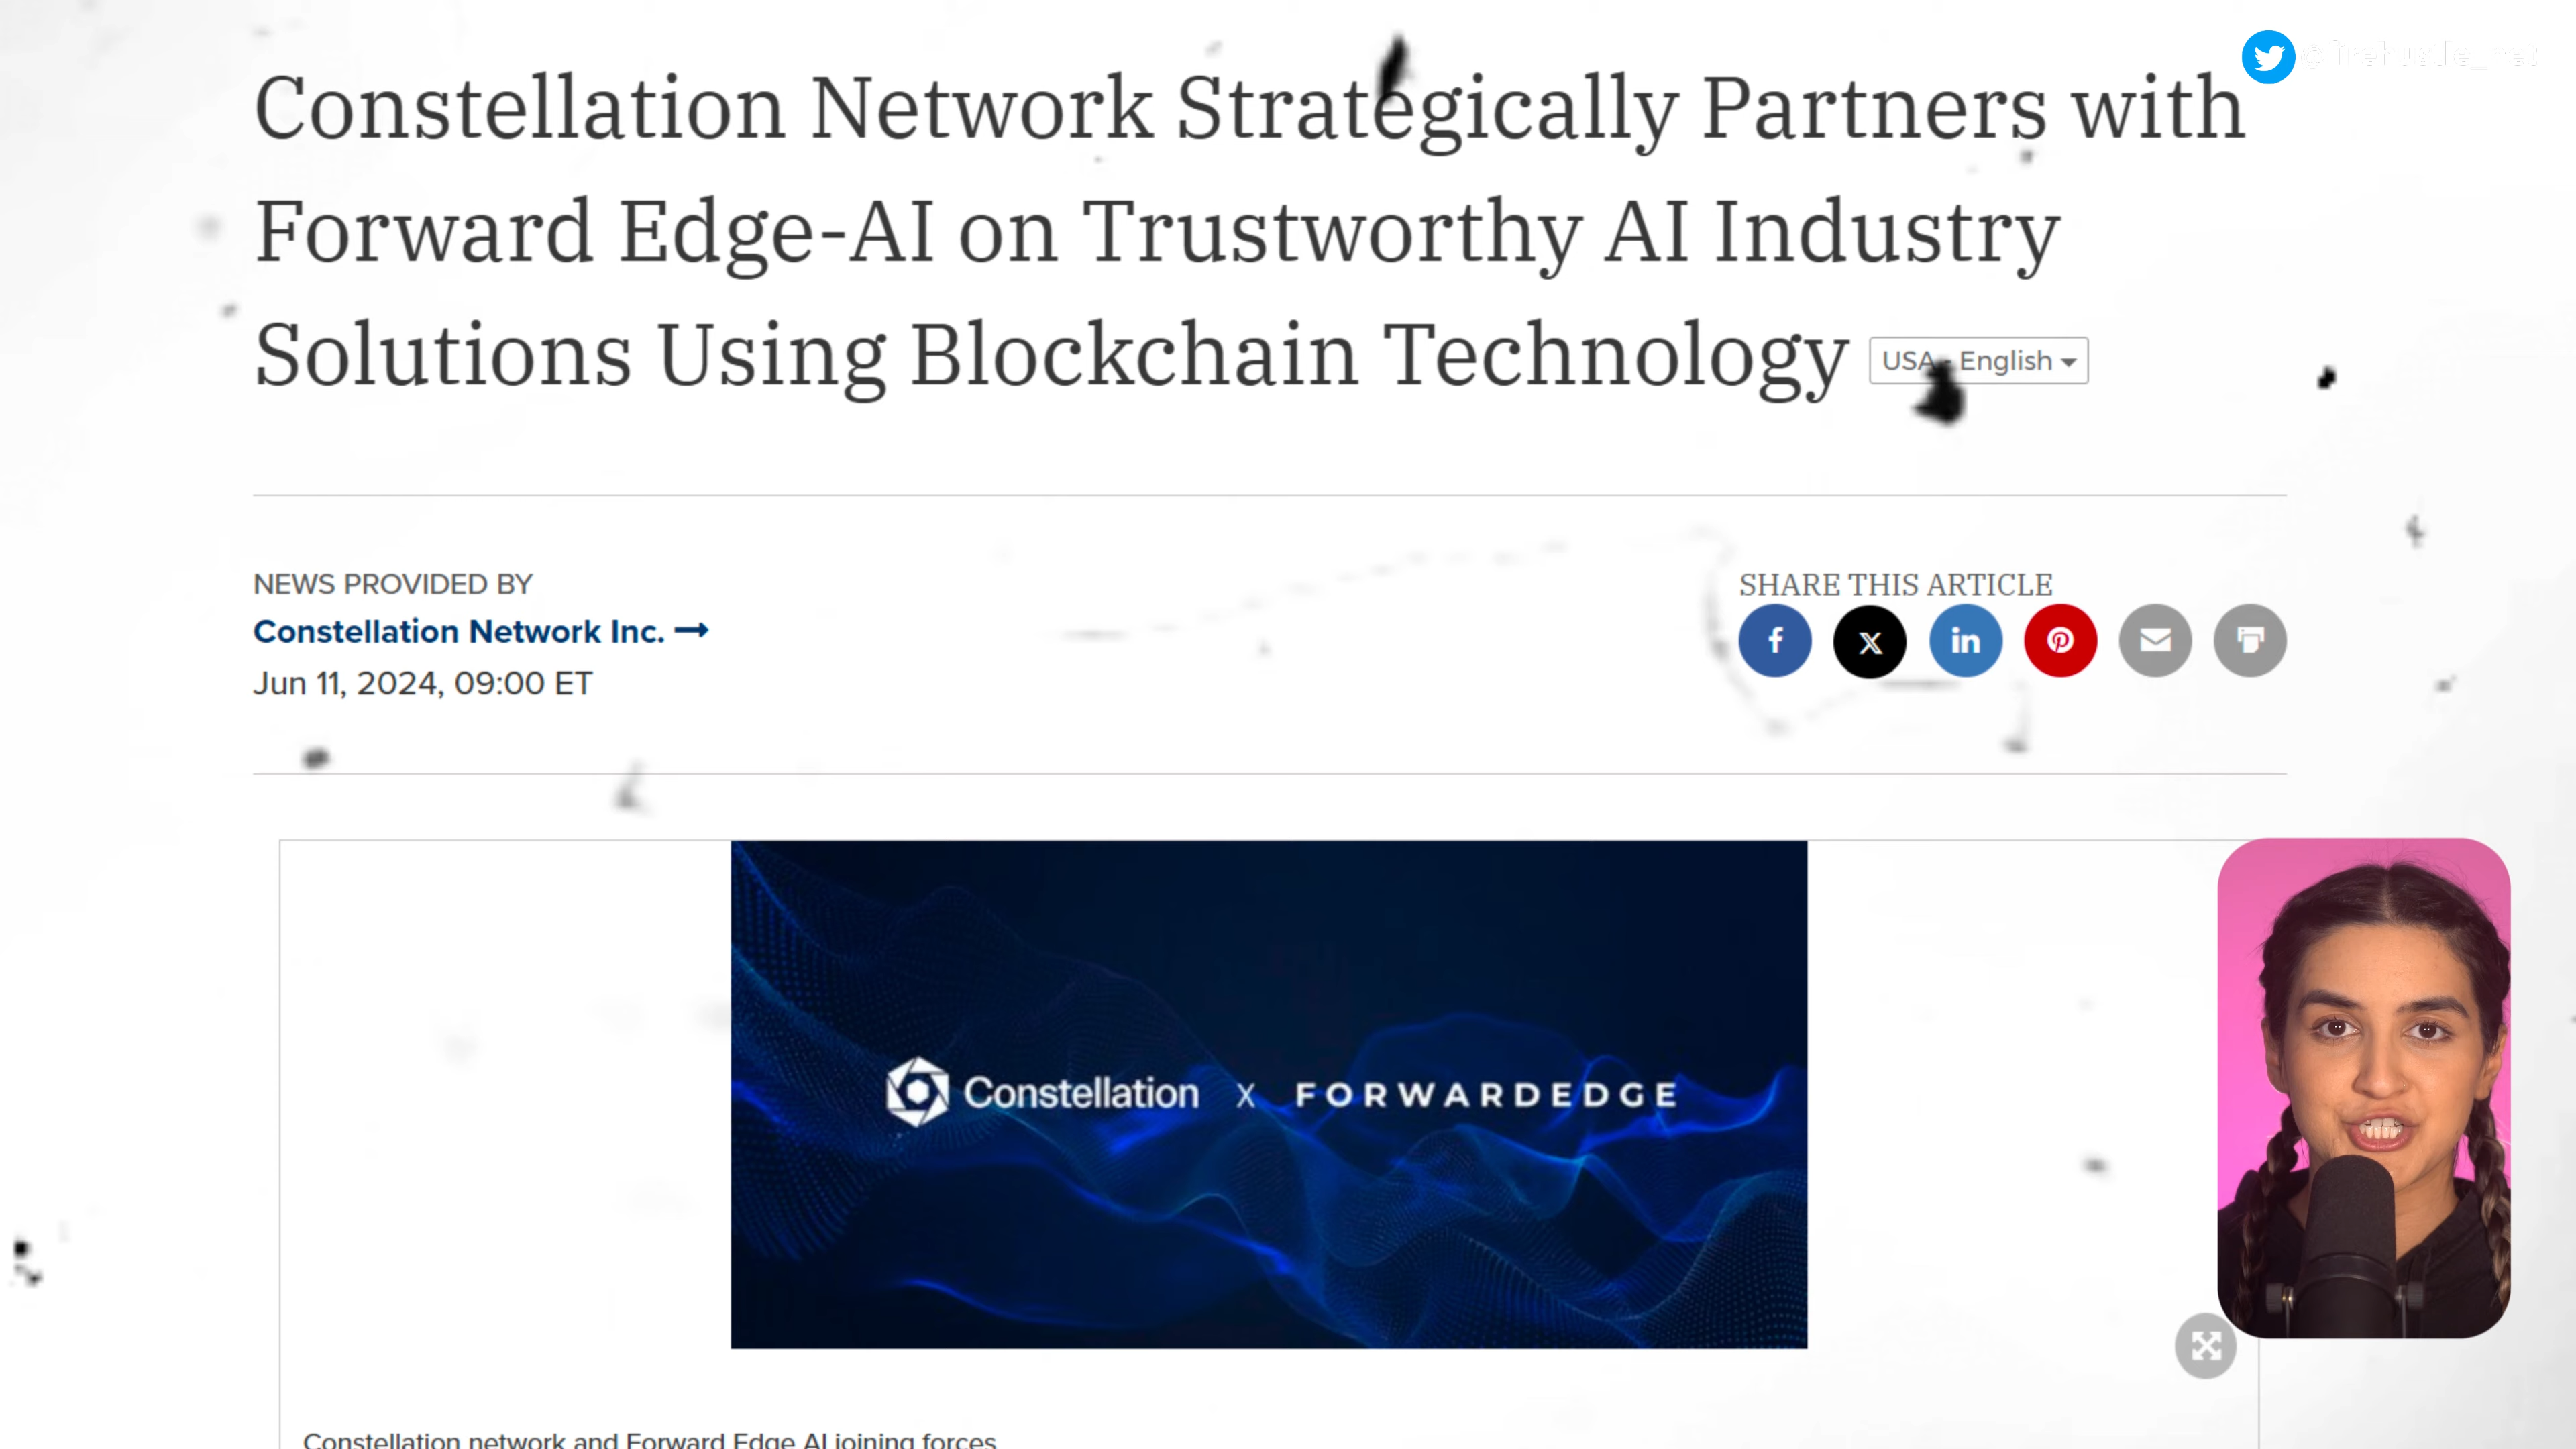 @firehustle_net
Constellation Network Strategically Partners with
Forward Edge-AI on Trustworthy AI Industry
Solutions Using Blockchain Technology
USA - English
NEWS PROVIDED BY
Constellation Network Inc.
Jun 11, 2024, 09:00 ET
SHARE THIS ARTICLE
Constellation X FORWARDEDGE
Constellation network and Forward Edge AI joining forces